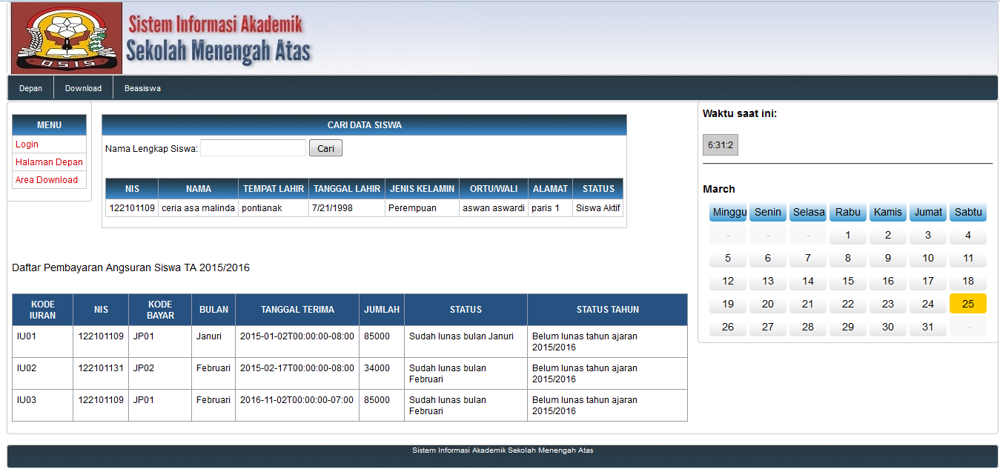 Sistem Informasi Akademik
Sekolah Menengah Atas
OSIS
Depan Download Beasiswa
MENU
Login
Halaman Depan
Area Download
CARI DATA SISWA
Nama Lengkap Siswa: Cari
NIS NAMA TEMPAT LAHIR TANGGAL LAHIR JENIS KELAMIN ORTU/WALI ALAMAT STATUS
122101109 ceria asa malinda pontianak 7/21/1998 Perempuan aswan aswardi paris 1 Siswa Aktif
Daftar Pembayaran Angsuran Siswa TA 2015/2016
KODE IURAN NIS KODE BAYAR BULAN TANGGAL TERIMA JUMLAH STATUS STATUS TAHUN
IU01 122101109 JP01 Januri 2015-01-02T00:00:00-08:00 85000 Sudah lunas bulan Januri Belum lunas tahun ajaran 2015/2016
IU02 122101131 JP02 Februari 2015-02-17T00:00:00-08:00 34000 Sudah lunas bulan Februari Belum lunas tahun ajaran 2015/2016
IU03 122101109 JP01 Februari 2016-11-02T00:00:00-07:00 85000 Sudah lunas bulan Februari Belum lunas tahun ajaran 2015/2016
Waktu saat ini:
6:31:2
March
Minggu Senin Selasa Rabu Kamis Jumat Sabtu
- - - 1 2 3 4
5 6 7 8 9 10 11
12 13 14 15 16 17 18
19 20 21 22 23 24 25
26 27 28 29 30 31 -
Sistem Informasi Akademik Sekolah Menengah Atas